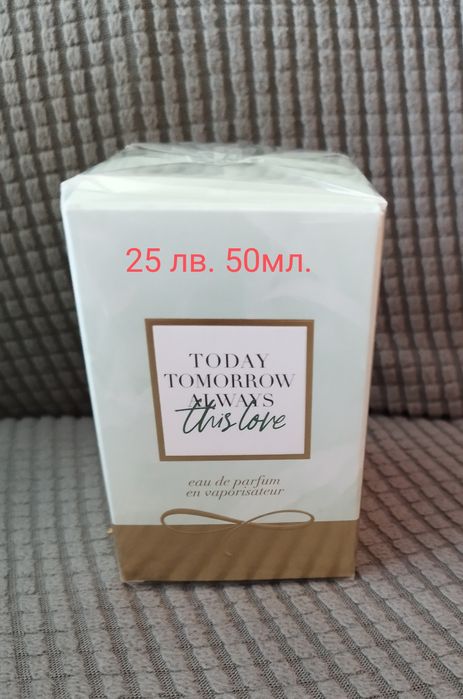 25 лв. 50мл.
TODAY
TOMORROW
ALWAYS
this love
eau de parfum
en vaporisateur